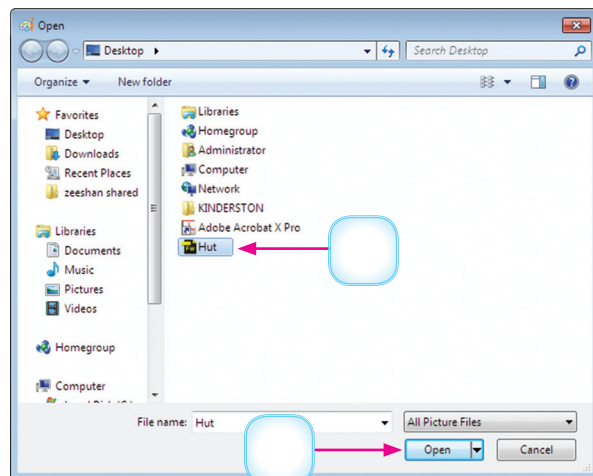 Open
Desktop
Search Desktop
Organize
New folder
Favorites
Desktop
Downloads
Recent Places
zeeshan shared
Libraries
Documents
Music
Pictures
Videos
Homegroup
Computer
Libraries
Homegroup
Administrator
Computer
Network
KINDERSTON
Adobe Acrobat X Pro
Hut
File name: Hut
All Picture Files
Open
Cancel